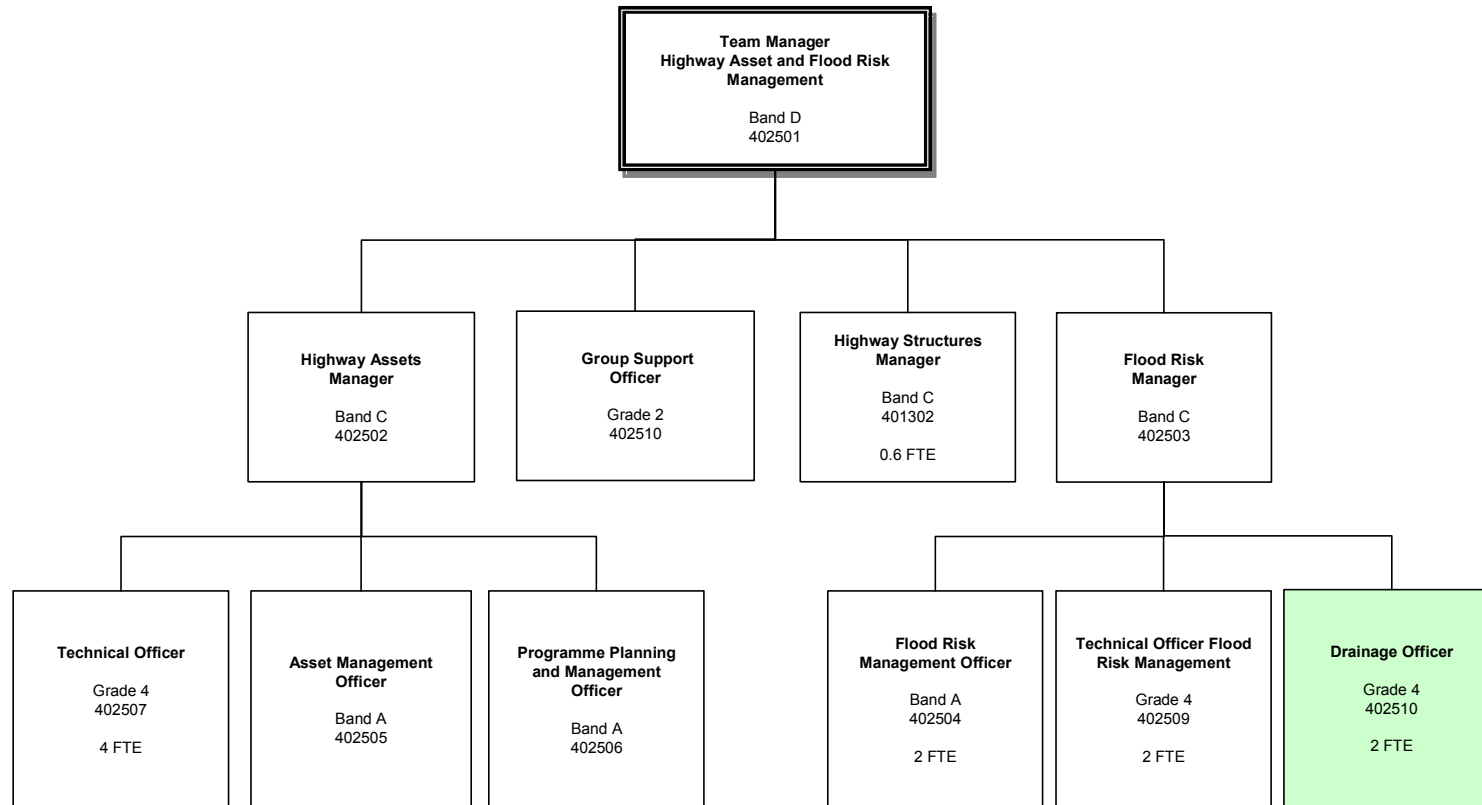 Team Manager
Highway Asset and Flood Risk
Management
Band D
402501
Highway Assets
Manager
Band C
402502
Group Support
Officer
Grade 2
402510
Highway Structures
Manager
Band C
401302
0.6 FTE
Flood Risk
Manager
Band C
402503
Technical Officer
Grade 4
402507
4 FTE
Asset Management
Officer
Band A
402505
Programme Planning
and Management
Officer
Band A
402506
Flood Risk
Management Officer
Band A
402504
2 FTE
Technical Officer Flood
Risk Management
Grade 4
402509
2 FTE
Drainage Officer
Grade 4
402510
2 FTE